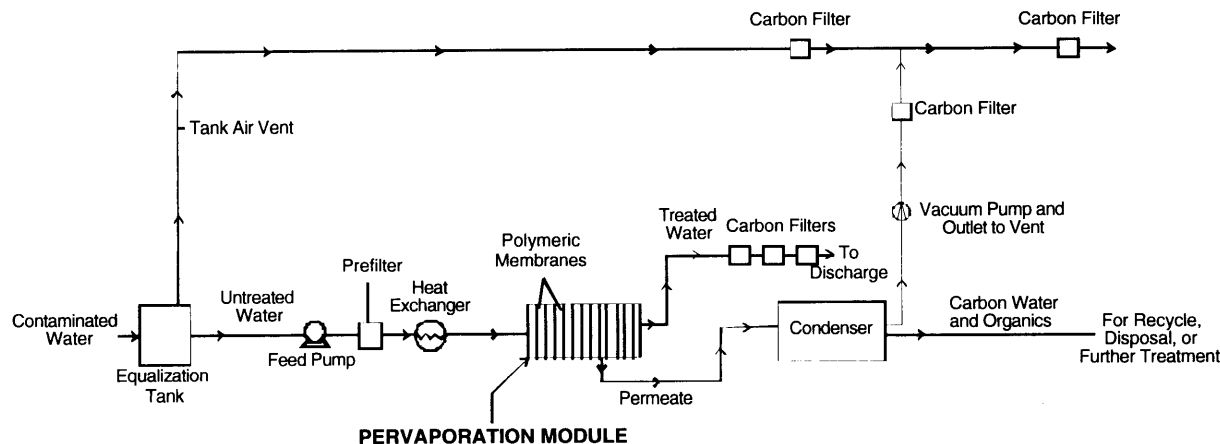 Carbon Filter
Carbon Filter
Carbon Filter
Tank Air Vent
Vacuum Pump and
Outlet to Vent
Treated
Water
Carbon Filters
To
Discharge
Polymeric
Membranes
Prefilter
Heat
Exchanger
Untreated
Water
Contaminated
Water
Feed Pump
Equalization
Tank
Condenser
Carbon Water
and Organics
For Recycle,
Disposal, or
Further Treatment
Permeate
PERVAPORATION MODULE